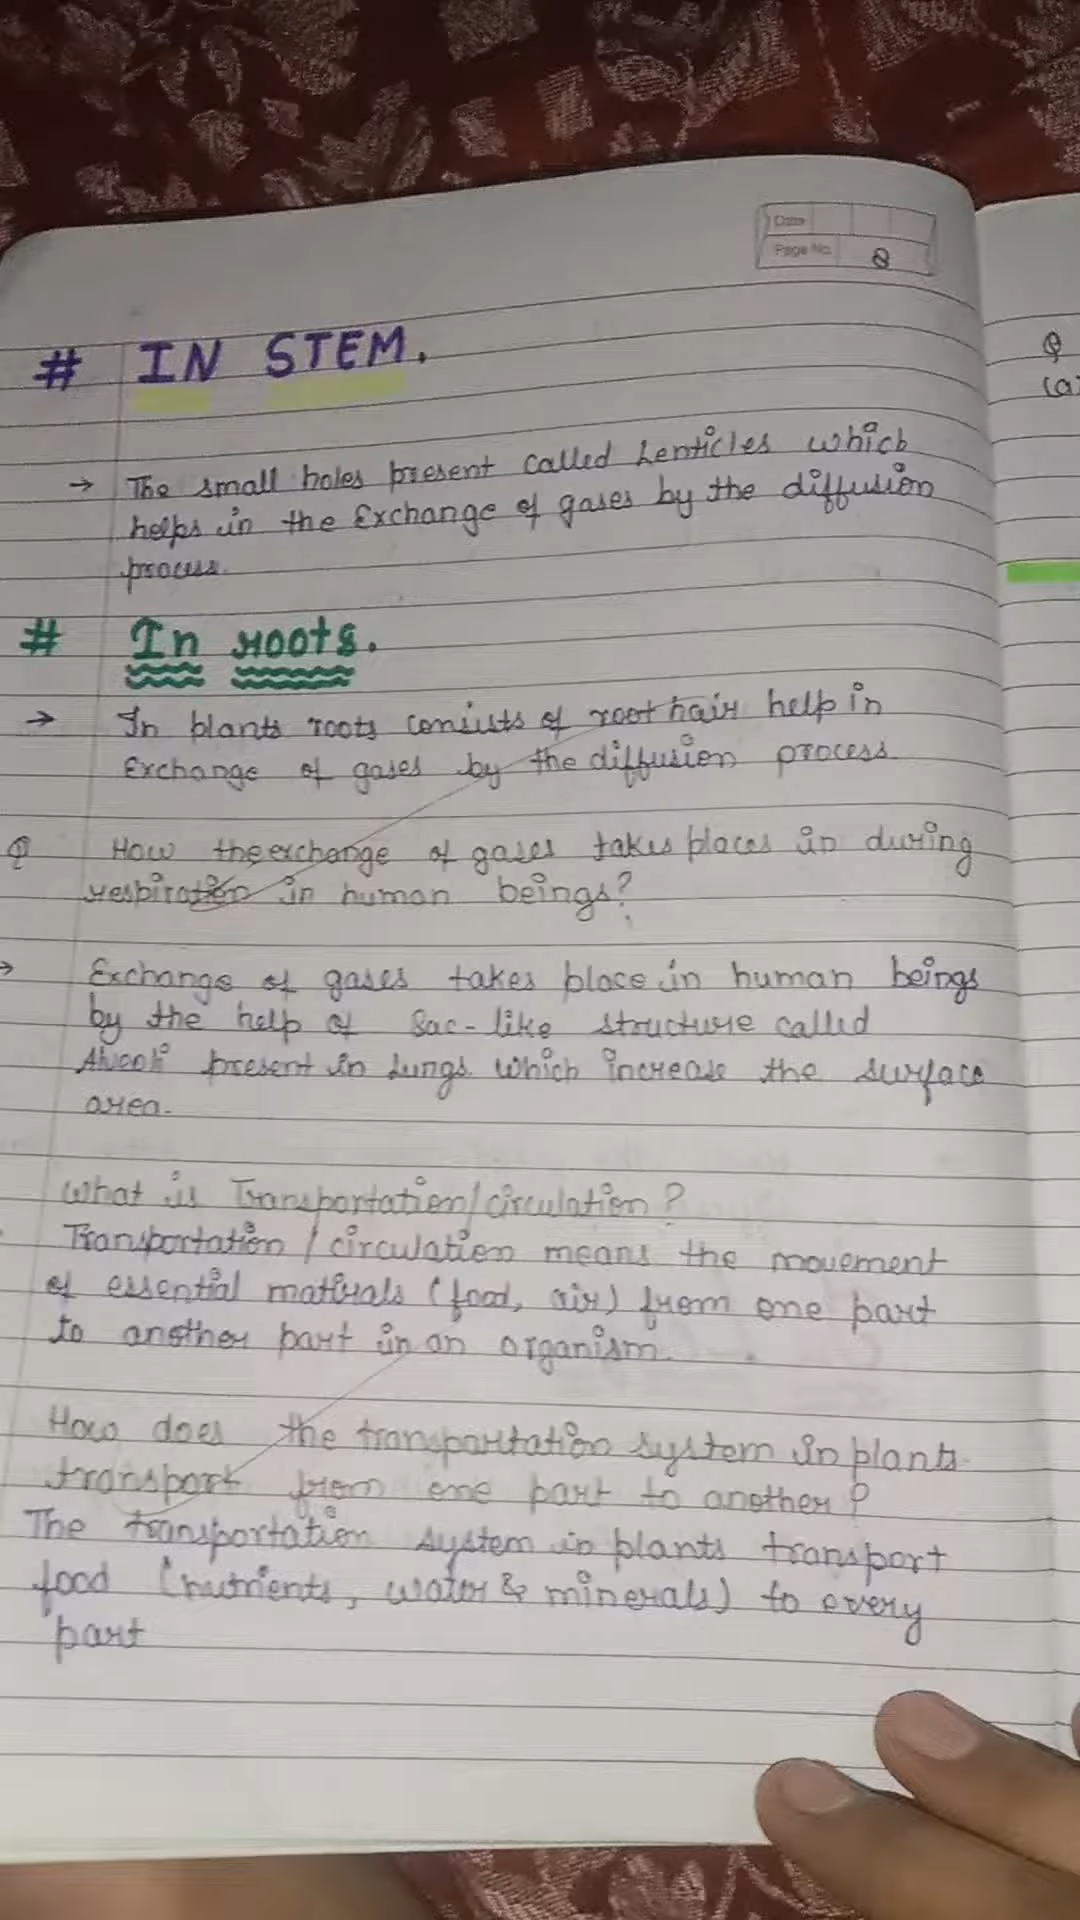 Date
Page No. 8
# IN STEM.
→ The small holes present called Lenticles which
helps in the Exchange of gases by the diffusion
process.
# In roots.
→ In plants roots consists of root hair help in
Exchange of gases by the diffusion process
Q How the exchange of gases takes places in during
respiration in human beings?
→ Exchange of gases takes place in human beings
by the help of Sac-like structure called
Alveoli present in Lungs which increase the surface
area.
What is Transportation/circulation?
Transportation/circulation means the movement
of essential matirals (food, air) from one part
to another part in an organism.
How does the transportation system in plants
transport from one part to another?
The transportation system in plants transport
food (nutrients, water & minerals) to every
part
Q
(a)